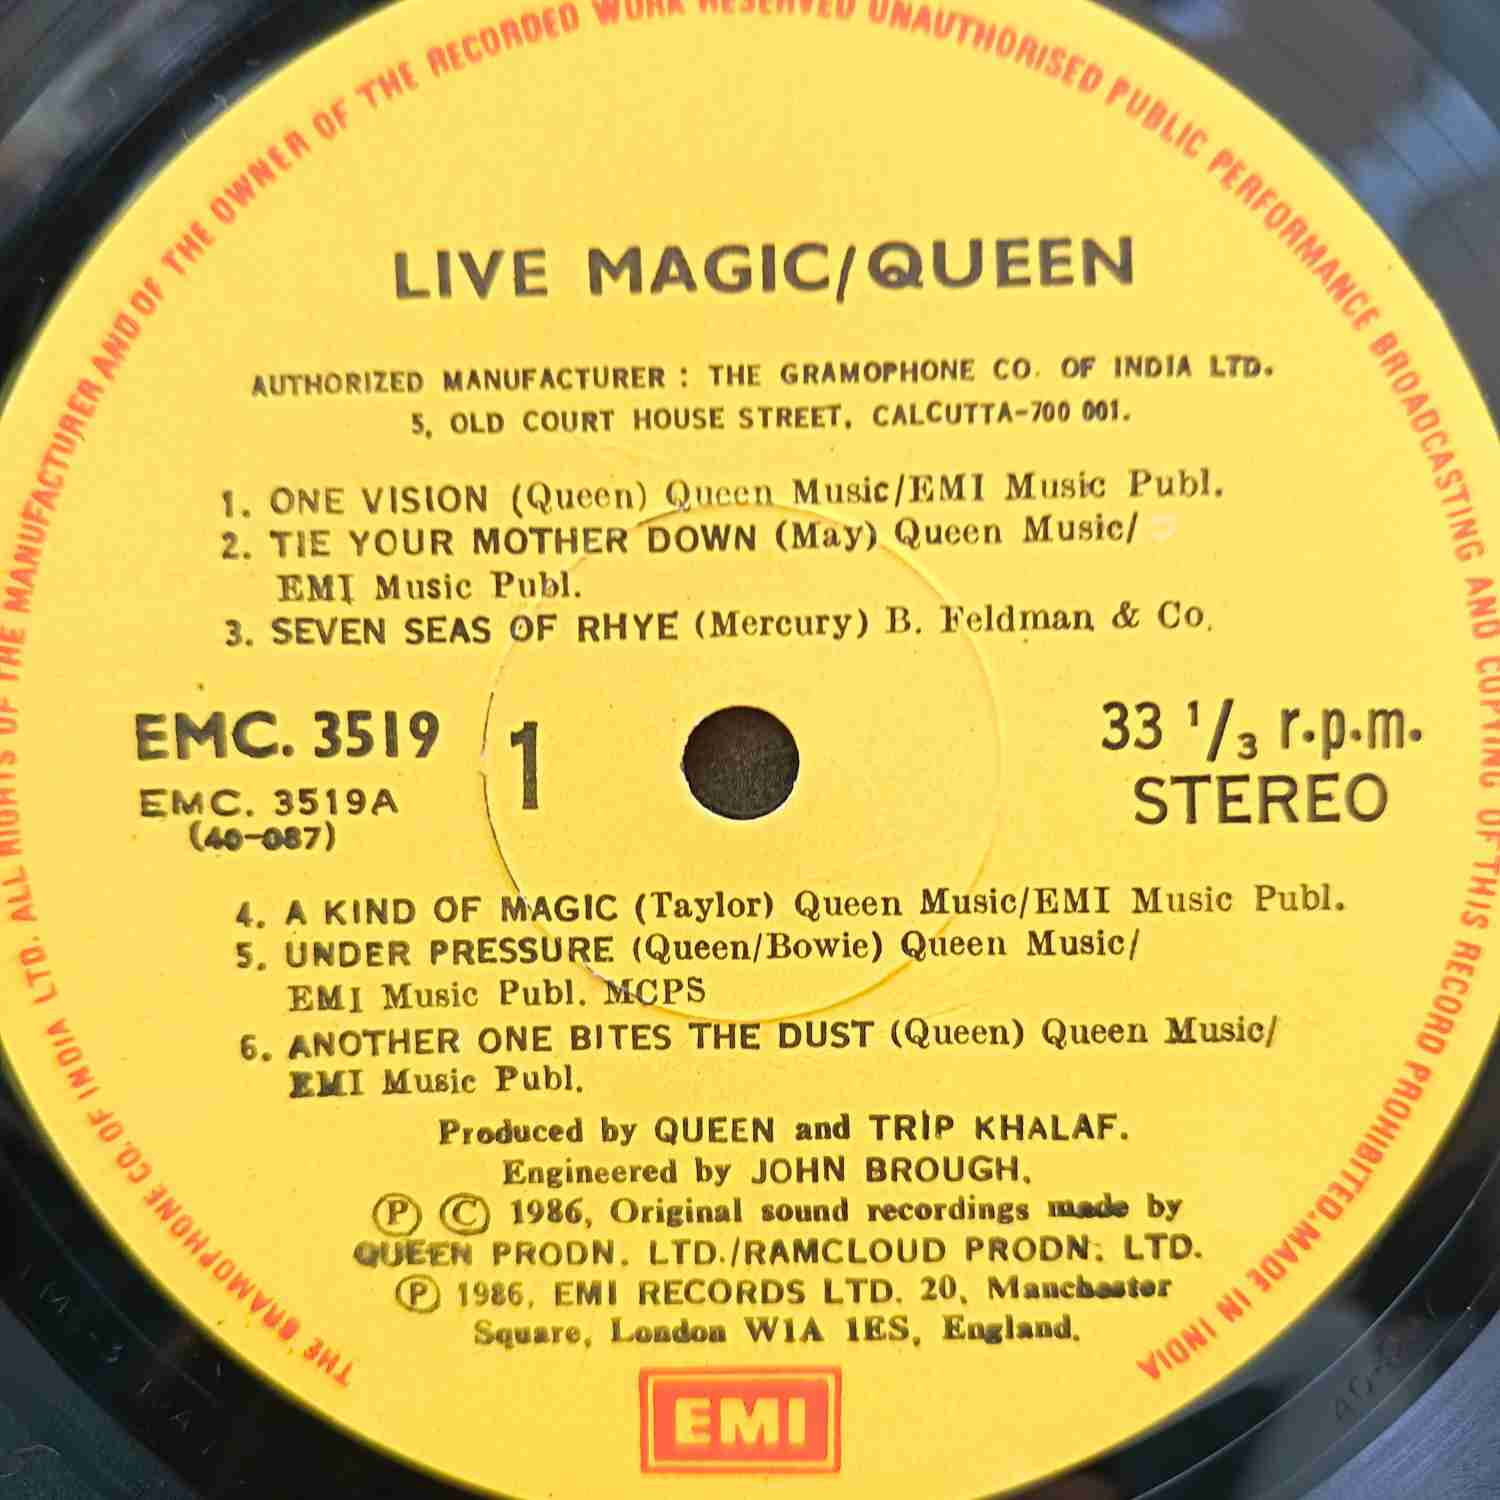 THE GRAMOPHONE CO. OF INDIA LTD. ALL RIGHTS OF THE MANUFACTURER AND OF THE OWNER OF THE RECORDED WORK RESERVED UNAUTHORISED PUBLIC PERFORMANCE BROADCASTING AND COPYING OF THIS RECORD PROHIBITED. MADE IN INDIA
LIVE MAGIC/QUEEN
AUTHORIZED MANUFACTURER : THE GRAMOPHONE CO. OF INDIA LTD.
5, OLD COURT HOUSE STREET, CALCUTTA-700 001.
1. ONE VISION (Queen) Queen Music/EMI Music Publ.
2. TIE YOUR MOTHER DOWN (May) Queen Music/
EMI Music Publ.
3. SEVEN SEAS OF RHYE (Mercury) B. Feldman & Co.
EMC. 3519 1 33 1/3 r.p.m.
EMC. 3519A STEREO
(40-087)
4. A KIND OF MAGIC (Taylor) Queen Music/EMI Music Publ.
5. UNDER PRESSURE (Queen/Bowie) Queen Music/
EMI Music Publ. MCPS
6. ANOTHER ONE BITES THE DUST (Queen) Queen Music/
EMI Music Publ.
Produced by QUEEN and TRIP KHALAF.
Engineered by JOHN BROUGH.
Ⓟ Ⓒ 1986, Original sound recordings made by
QUEEN PRODN. LTD./RAMCLOUD PRODN. LTD.
Ⓟ 1986, EMI RECORDS LTD. 20, Manchester
Square, London W1A 1ES, England.
EMI